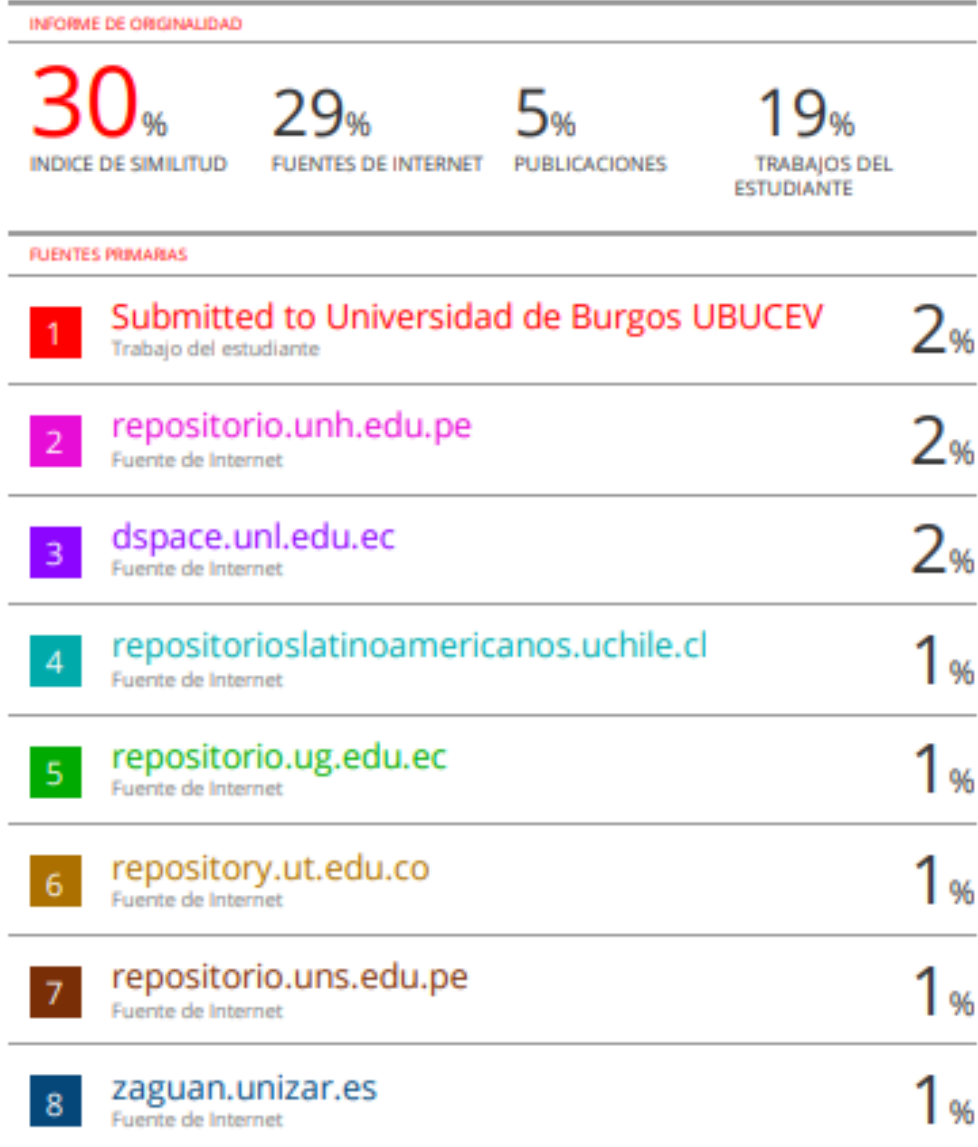 INFORME DE ORIGINALIDAD
30% 29% 5% 19%
INDICE DE SIMILITUD FUENTES DE INTERNET PUBLICACIONES TRABAJOS DEL
ESTUDIANTE
FUENTES PRIMARIAS
1 Submitted to Universidad de Burgos UBUCEV 2%
Trabajo del estudiante
2 repositorio.unh.edu.pe 2%
Fuente de Internet
3 dspace.unl.edu.ec 2%
Fuente de Internet
4 repositorioslatinoamericanos.uchile.cl 1%
Fuente de Internet
5 repositorio.ug.edu.ec 1%
Fuente de Internet
6 repository.ut.edu.co 1%
Fuente de Internet
7 repositorio.uns.edu.pe 1%
Fuente de Internet
8 zaguan.unizar.es 1%
Fuente de Internet